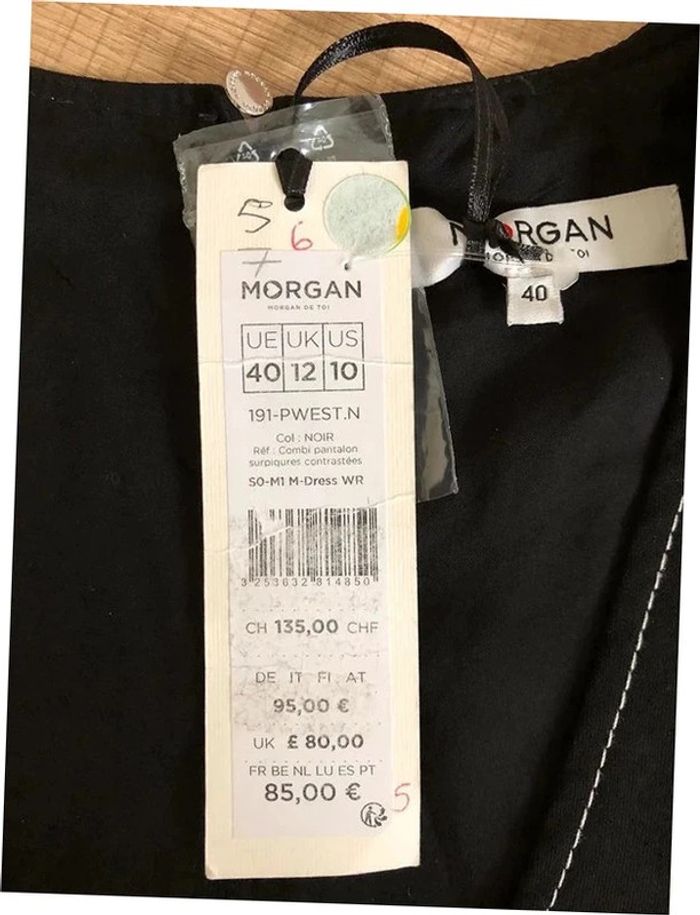 58
6
7
MORGAN
MORGAN DE TOI
UE UK US
40 12 10
191-PWEST.N
Col : NOIR
Réf : Combi pantalon
surpiqures contrastées
S0-M1 M-Dress WR
3 253632 814850
CH 135,00 CHF
DE IT FI AT
95,00 €
UK £ 80,00
FR BE NL LU ES PT
85,00 €
5
MORGAN
40